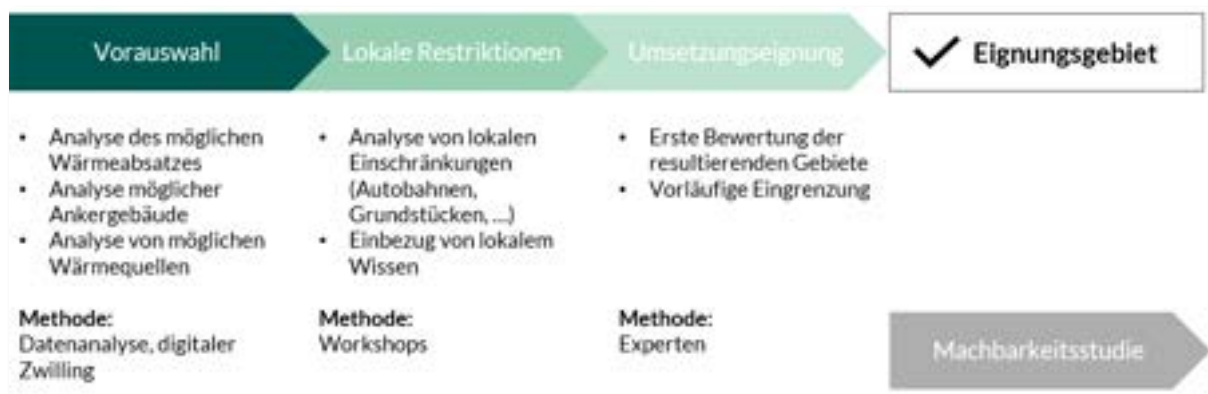 Vorauswahl
Lokale Restriktionen
Umsetzungseignung
Eignungsgebiet
• Analyse des möglichen
Wärmeabsatzes
• Analyse möglicher
Ankergebäude
• Analyse von möglichen
Wärmequellen
Methode:
Datenanalyse, digitaler
Zwilling
• Analyse von lokalen
Einschränkungen
(Autobahnen,
Grundstücken, ...)
• Einbezug von lokalem
Wissen
Methode:
Workshops
• Erste Bewertung der
resultierenden Gebiete
• Vorläufige Eingrenzung
Methode:
Experten
Machbarkeitsstudie